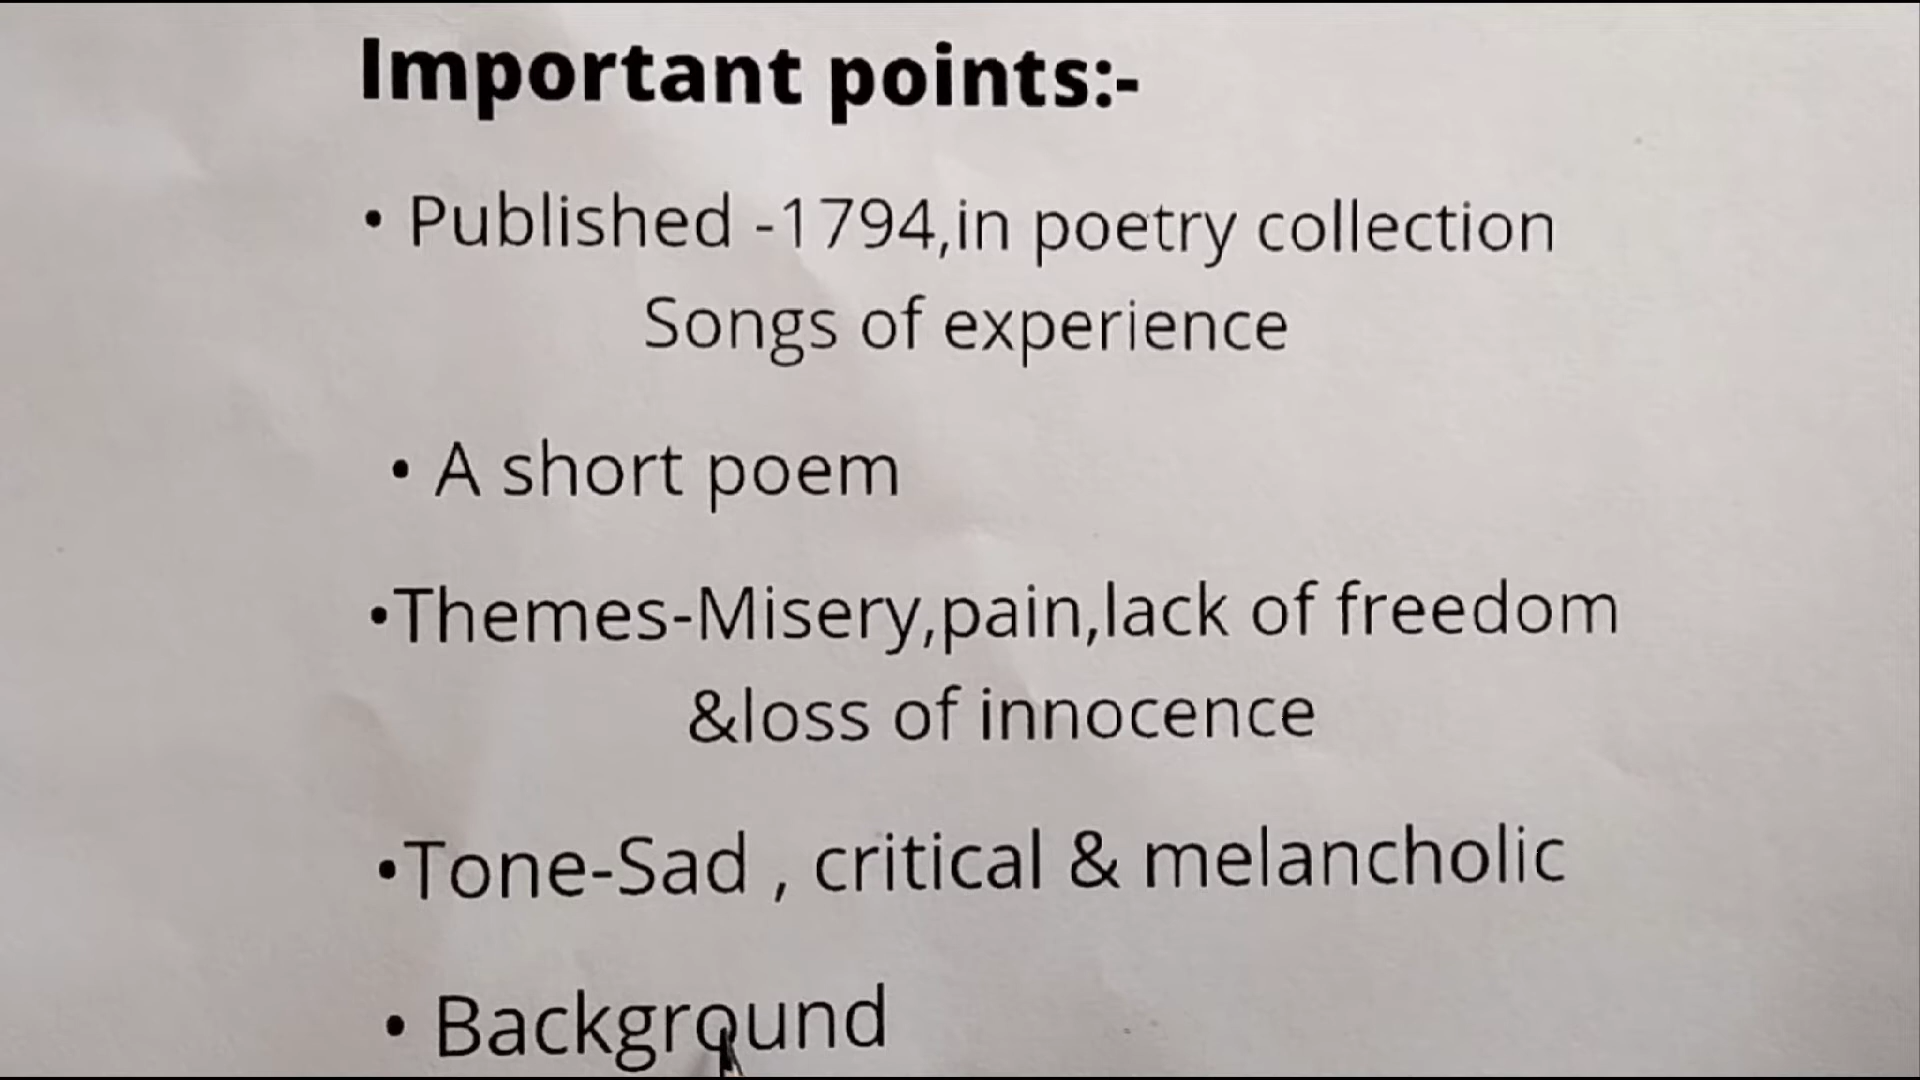 Important points:-
• Published -1794,in poetry collection
Songs of experience
• A short poem
•Themes-Misery,pain,lack of freedom
&loss of innocence
•Tone-Sad , critical & melancholic
• Background